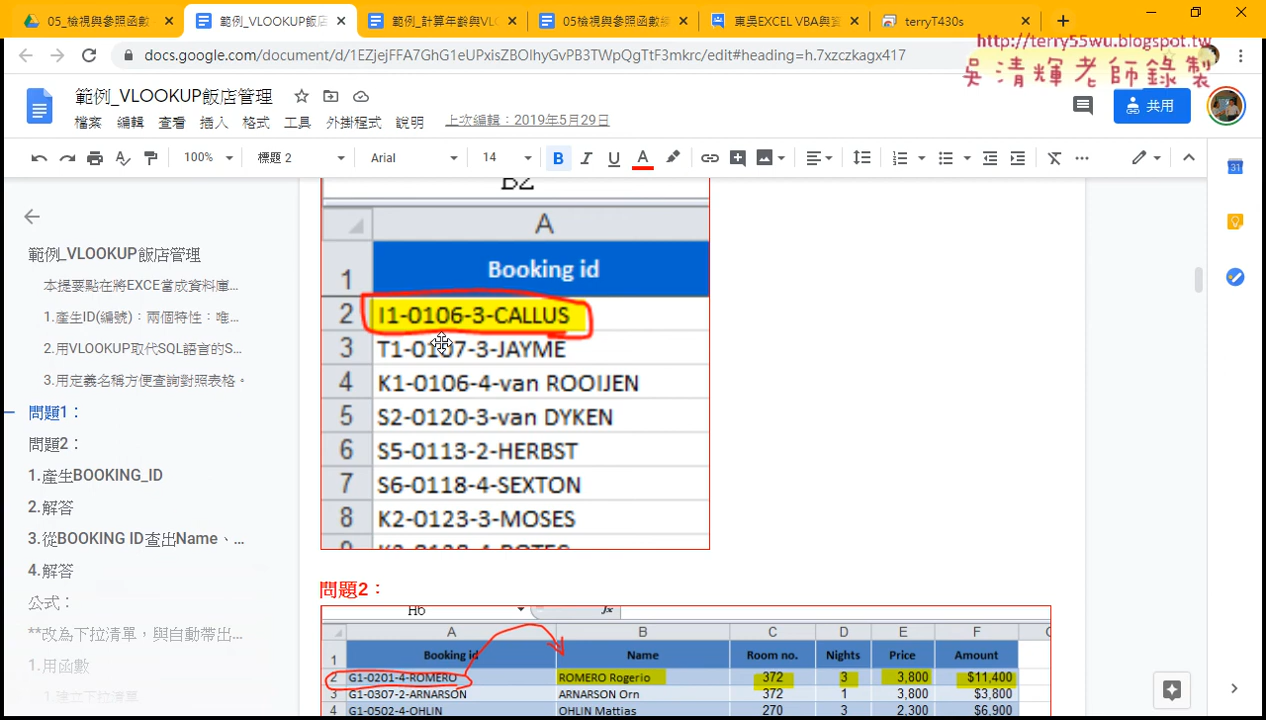 05_檢視與參照函數
範例_VLOOKUP飯店
範例_計算年齡與VL
05檢視與參照函數
東吳EXCEL VBA與
terryT430s
docs.google.com/document/d/1EZjejFFA7GhG1eUPxisZBOIhyGvPB3TWpQgTtF3mkrc/edit#heading=h.7xzczkagx417
http://terry55wu.blogspot.tw
吳清輝老師錄製
範例_VLOOKUP飯店管理
檔案 編輯 查看 插入 格式 工具 外掛程式 說明 上次編輯:2019年5月29日
共用
100% 標題 2 Arial 14 B I U A
範例_VLOOKUP飯店管理
本提要點在將EXCE當成資料庫...
1.產生ID(編號):兩個特性:唯...
2.用VLOOKUP取代SQL語言的S...
3.用定義名稱方便查詢對照表格。
問題1:
問題2:
1.產生BOOKING_ID
2.解答
3.從BOOKING ID查出Name、...
4.解答
公式:
**改為下拉清單,與自動帶出...
1.用函數
1.建立下拉清單
B2
A
1 Booking id
2 I1-0106-3-CALLUS
3 T1-0107-3-JAYME
4 K1-0106-4-van ROOIJEN
5 S2-0120-3-van DYKEN
6 S5-0113-2-HERBST
7 S6-0118-4-SEXTON
8 K2-0123-3-MOSES
問題2:
H6 fx
A B C D E F
1 Booking id Name Room no. Nights Price Amount
2 G1-0201-4-ROMERO ROMERO Rogerio 372 3 3,800 $11,400
3 G1-0307-2-ARNARSON ARNARSON Orn 372 1 3,800 $3,800
4 G1-0502-4-OHLIN OHLIN Mattias 270 3 2,300 $6,900